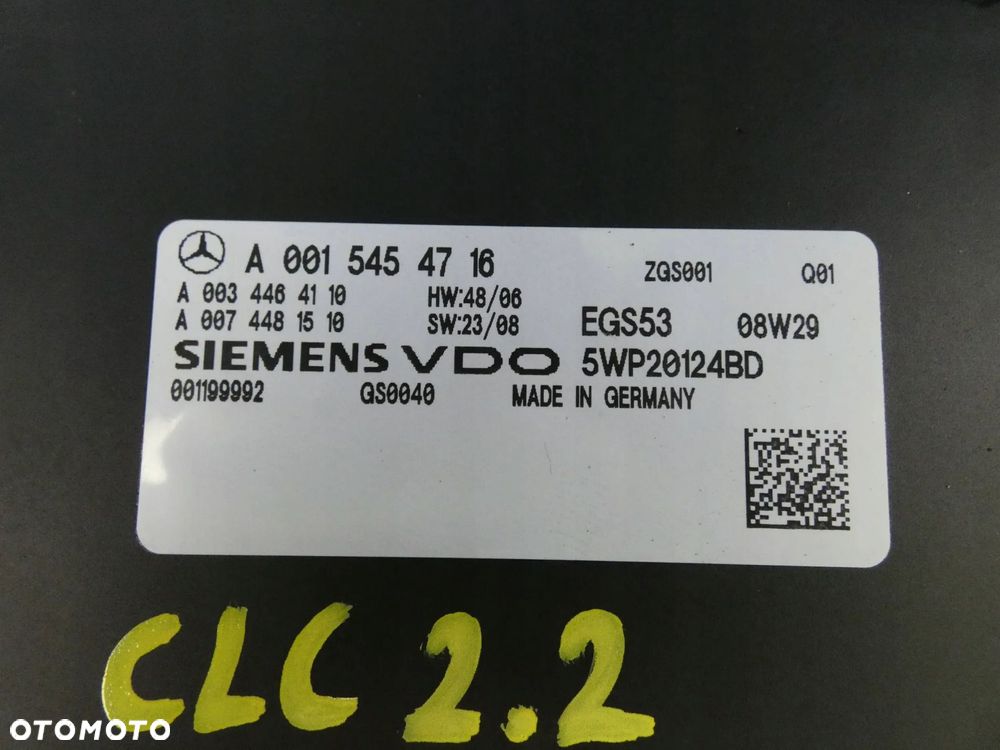 A 001 545 47 16
ZGS001 Q01
A 003 446 41 10 HW:48/06
A 007 448 15 10 SW:23/08 EGS53 08W29
SIEMENS VDO 5WP20124BD
001199992 GS0040 MADE IN GERMANY
CLC 2.2
OTOMOTO